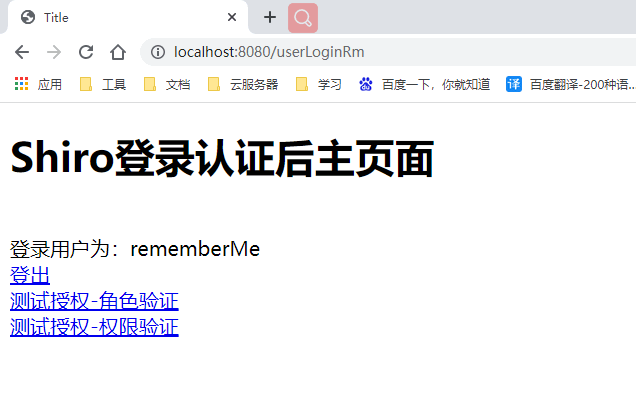 Title
localhost:8080/userLoginRm
应用 工具 文档 云服务器 学习 百度一下，你就知道 译 百度翻译-200种语...
Shiro登录认证后主页面
登录用户为：rememberMe
登出
测试授权-角色验证
测试授权-权限验证